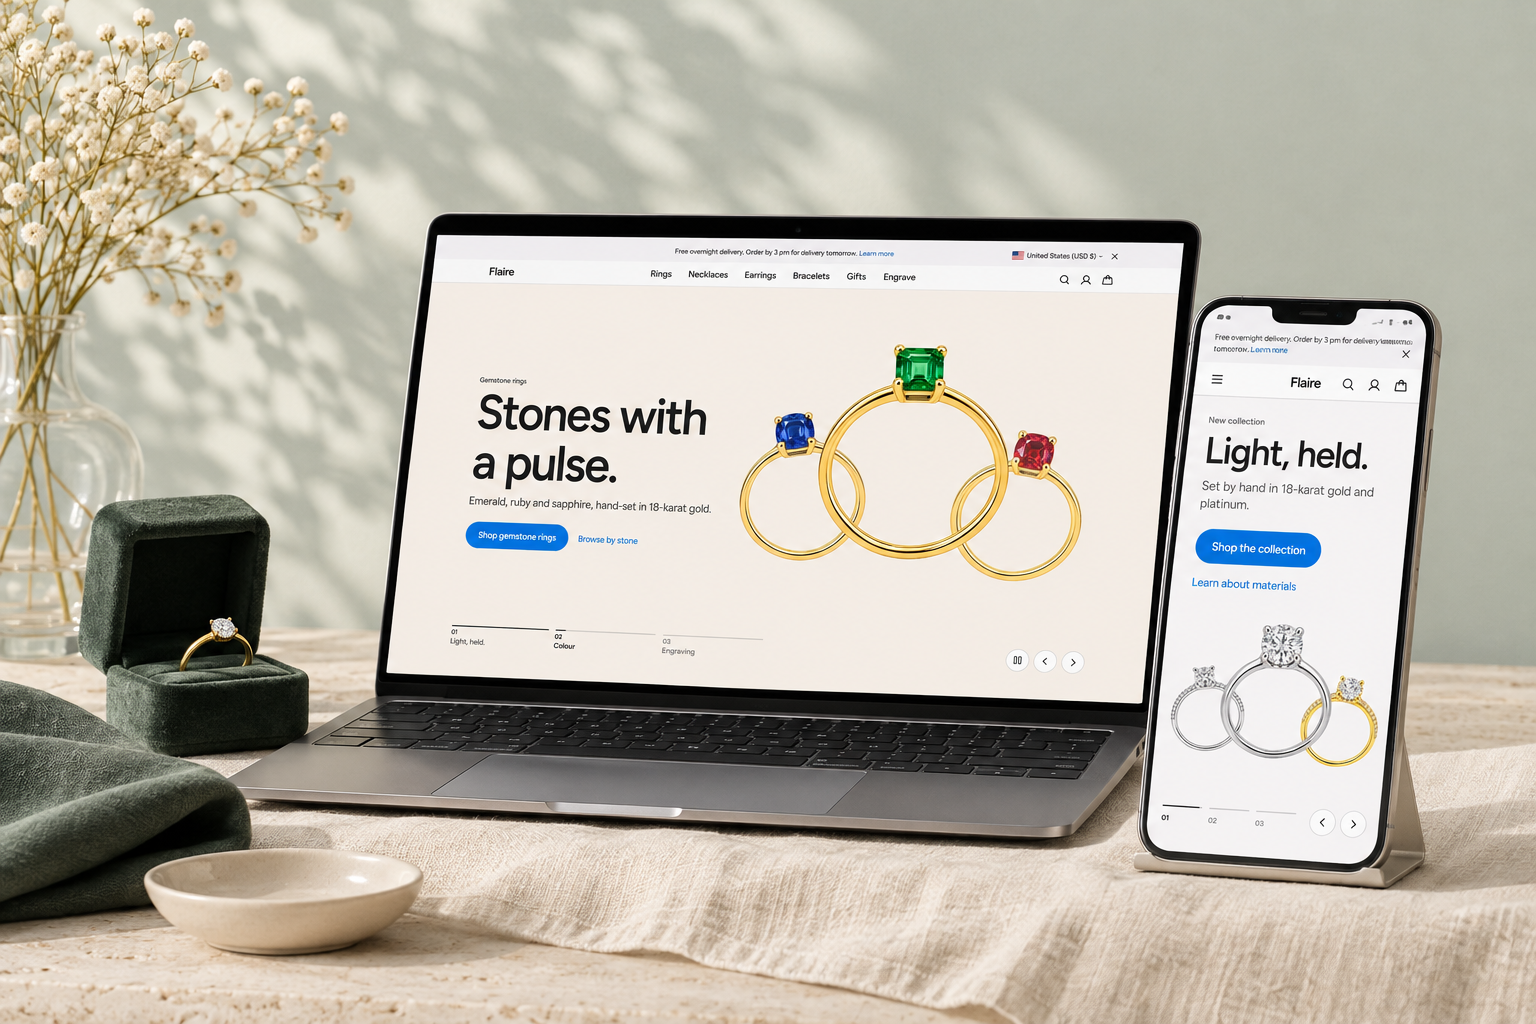 Free overnight delivery. Order by 3 pm for delivery tomorrow. Learn more
United States (USD $)
Flaire
Rings Necklaces Earrings Bracelets Gifts Engrave
Gemstone rings
Stones with
a pulse.
Emerald, ruby and sapphire, hand-set in 18-karat gold.
Shop gemstone rings Browse by stone
01 02 03
Light, held. Colour Engraving
Free overnight delivery. Order by 3 pm for delivery
tomorrow. Learn more
Flaire
New collection
Light, held.
Set by hand in 18-karat gold and
platinum.
Shop the collection
Learn about materials
01 02 03